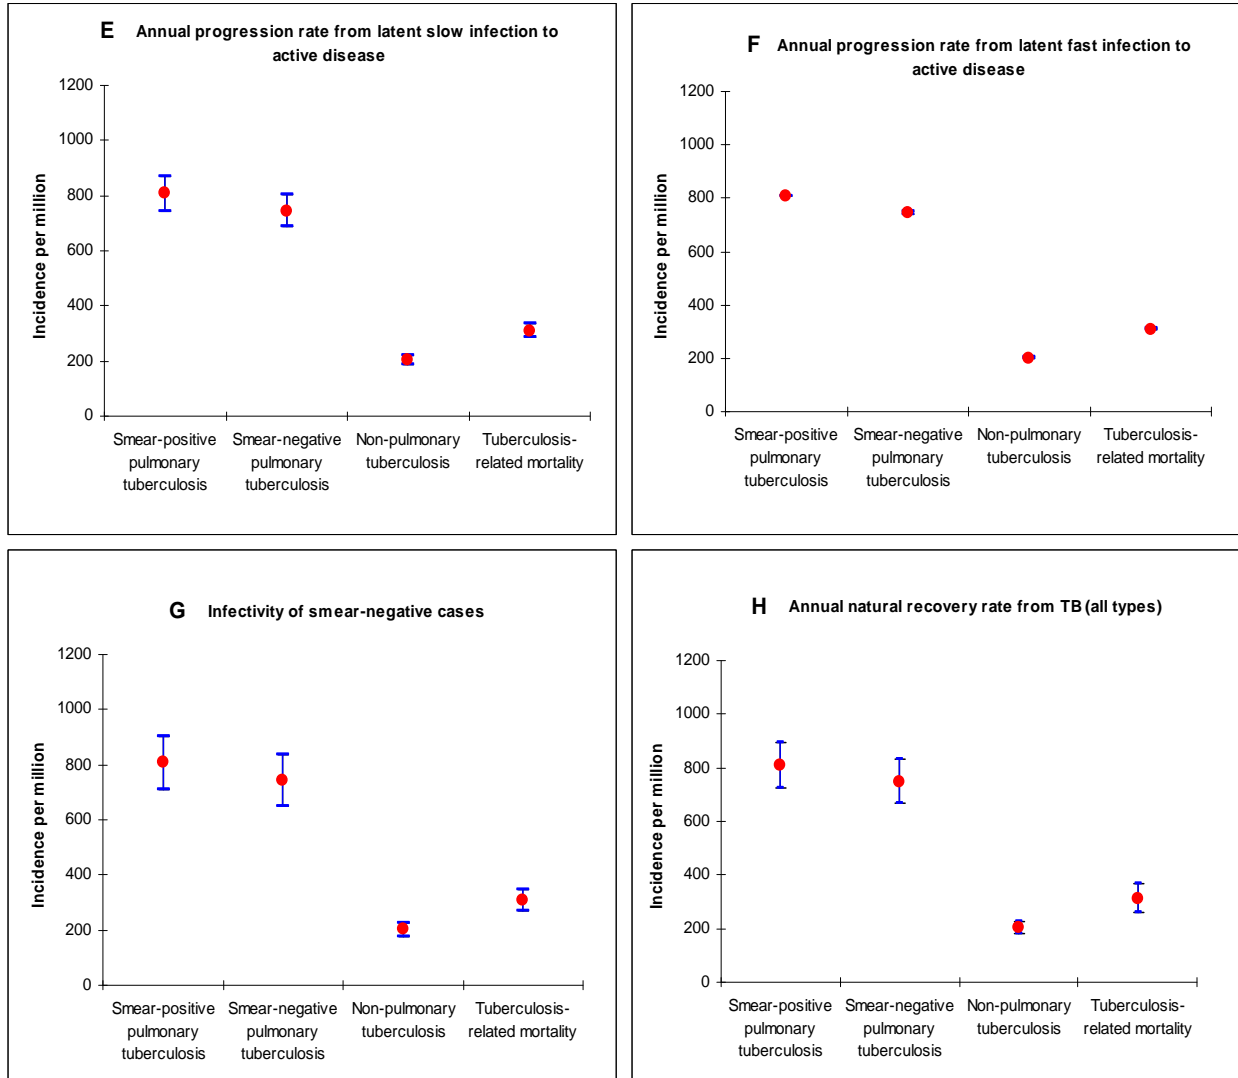 E Annual progression rate from latent slow infection to
active disease
Incidence per million
1200
1000
800
600
400
200
0
Smear-positive Smear-negative Non-pulmonary Tuberculosis-
pulmonary pulmonary tuberculosis related mortality
tuberculosis tuberculosis
F Annual progression rate from latent fast infection to
active disease
Incidence per million
1200
1000
800
600
400
200
0
Smear-positive Smear-negative Non-pulmonary Tuberculosis-
pulmonary pulmonary tuberculosis related mortality
tuberculosis tuberculosis
G Infectivity of smear-negative cases
Incidence per million
1200
1000
800
600
400
200
0
Smear-positive Smear-negative Non-pulmonary Tuberculosis-
pulmonary pulmonary tuberculosis related mortality
tuberculosis tuberculosis
H Annual natural recovery rate from TB (all types)
Incidence per million
1200
1000
800
600
400
200
0
Smear-positive Smear-negative Non-pulmonary Tuberculosis-
pulmonary pulmonary tuberculosis related mortality
tuberculosis tuberculosis